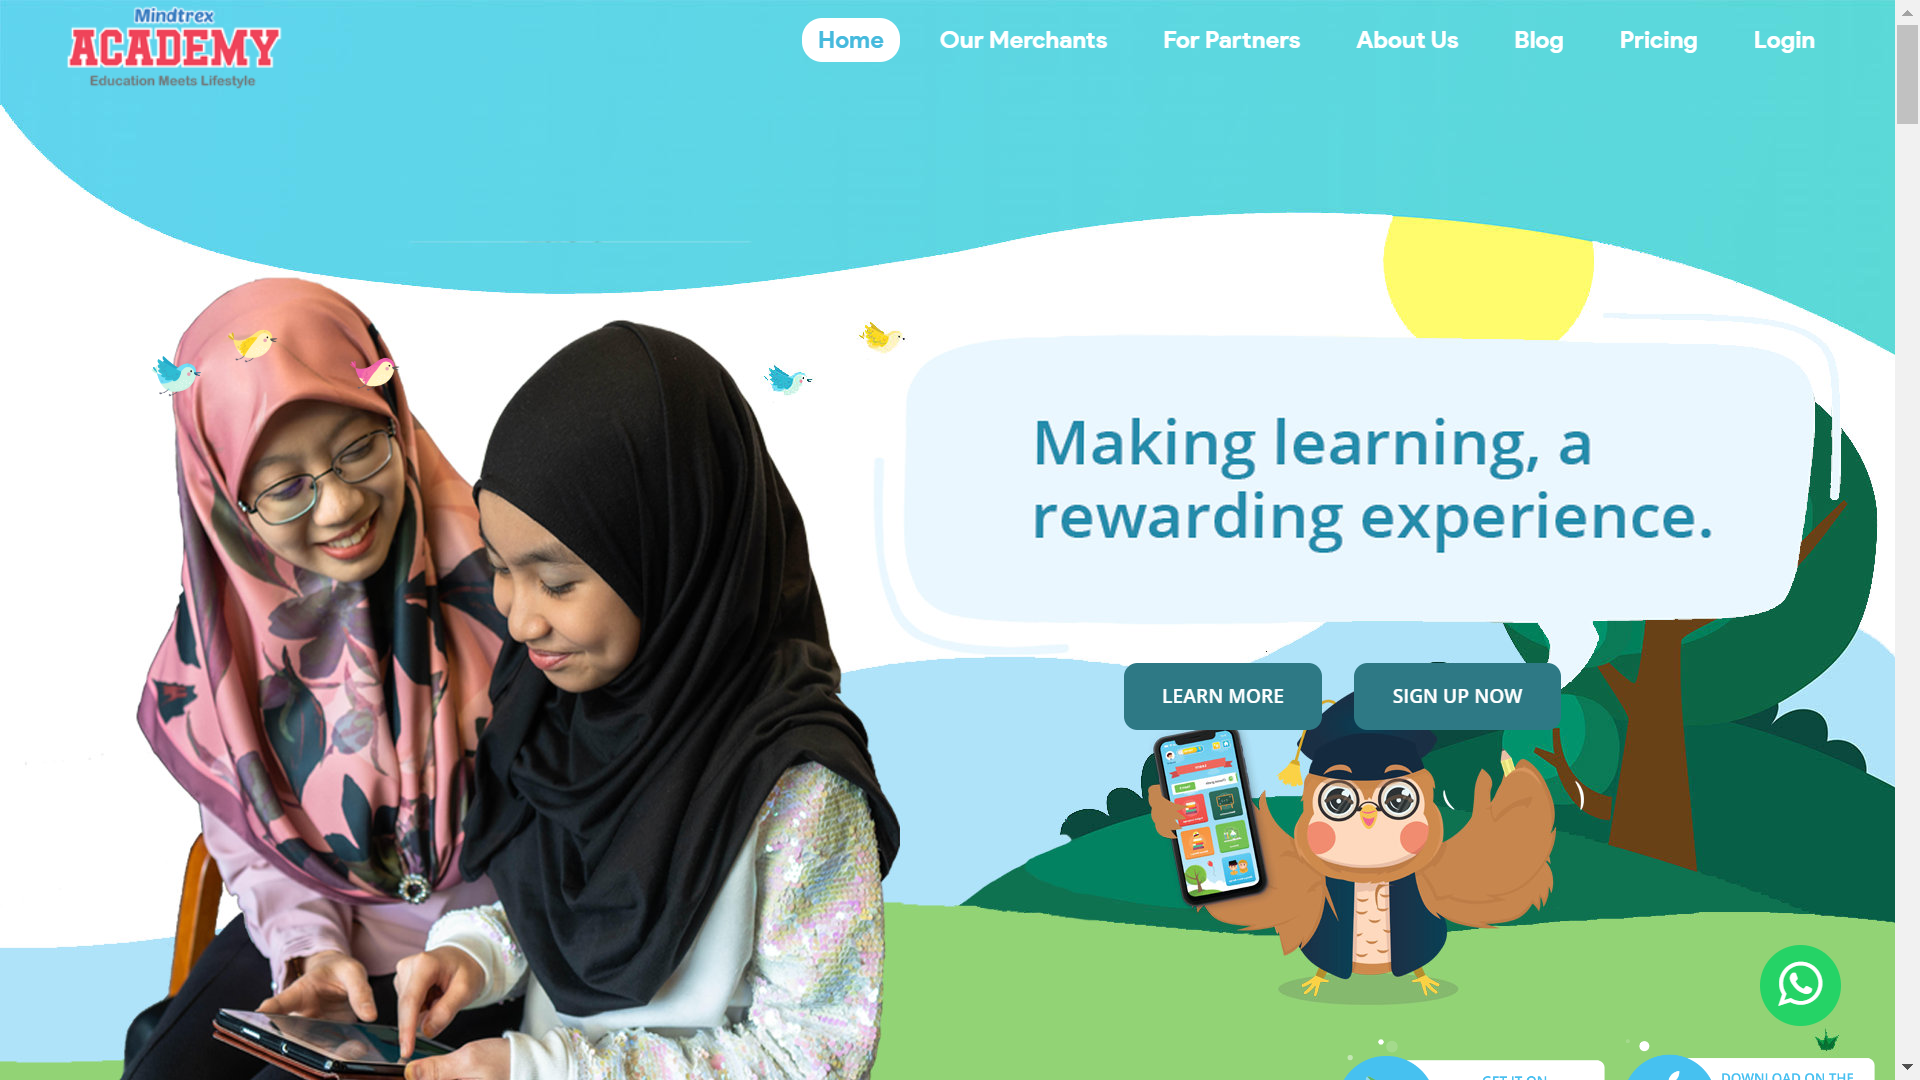 Mindtrex
ACADEMY
Education Meets Lifestyle
Home
Our Merchants
For Partners
About Us
Blog
Pricing
Login
Making learning, a
rewarding experience.
LEARN MORE
SIGN UP NOW
GET IT ON
DOWNLOAD ON THE